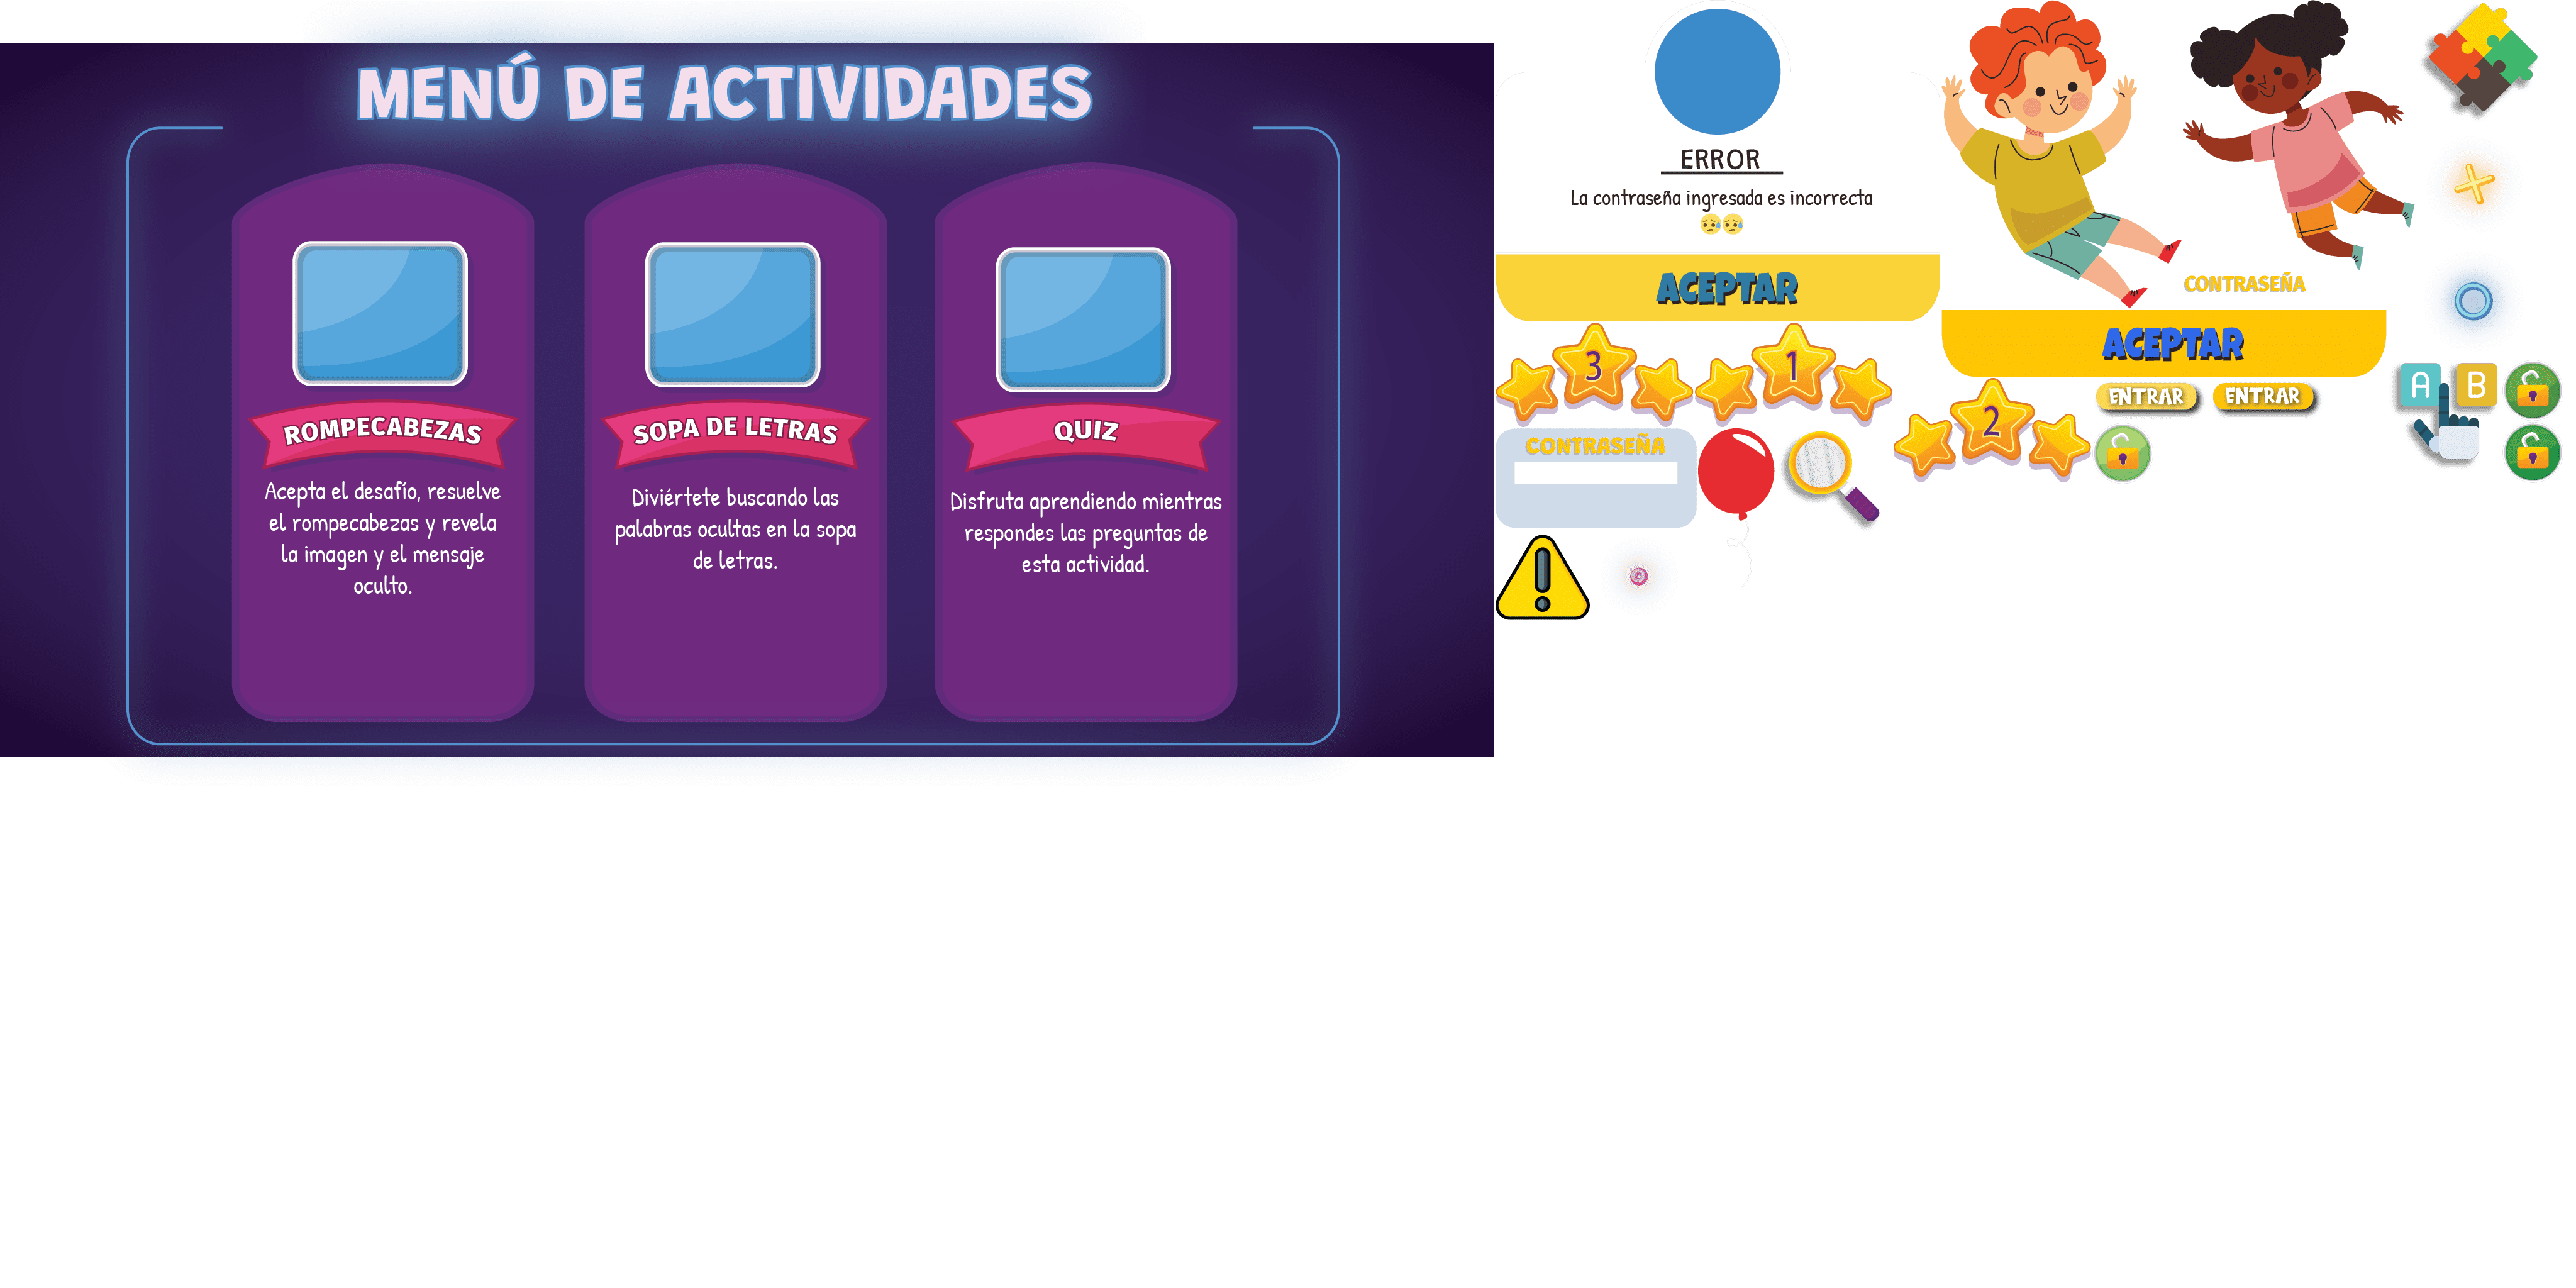 MENÚ DE ACTIVIDADES
ROMPECABEZAS
Acepta el desafío, resuelve
el rompecabezas y revela
la imagen y el mensaje
oculto.
SOPA DE LETRAS
Diviértete buscando las
palabras ocultas en la sopa
de letras.
QUIZ
Disfruta aprendiendo mientras
respondes las preguntas de
esta actividad.
ERROR
La contraseña ingresada es incorrecta
ACEPTAR
CONTRASEÑA
ACEPTAR
3
1
2
ENTRAR
ENTRAR
A
B
CONTRASEÑA